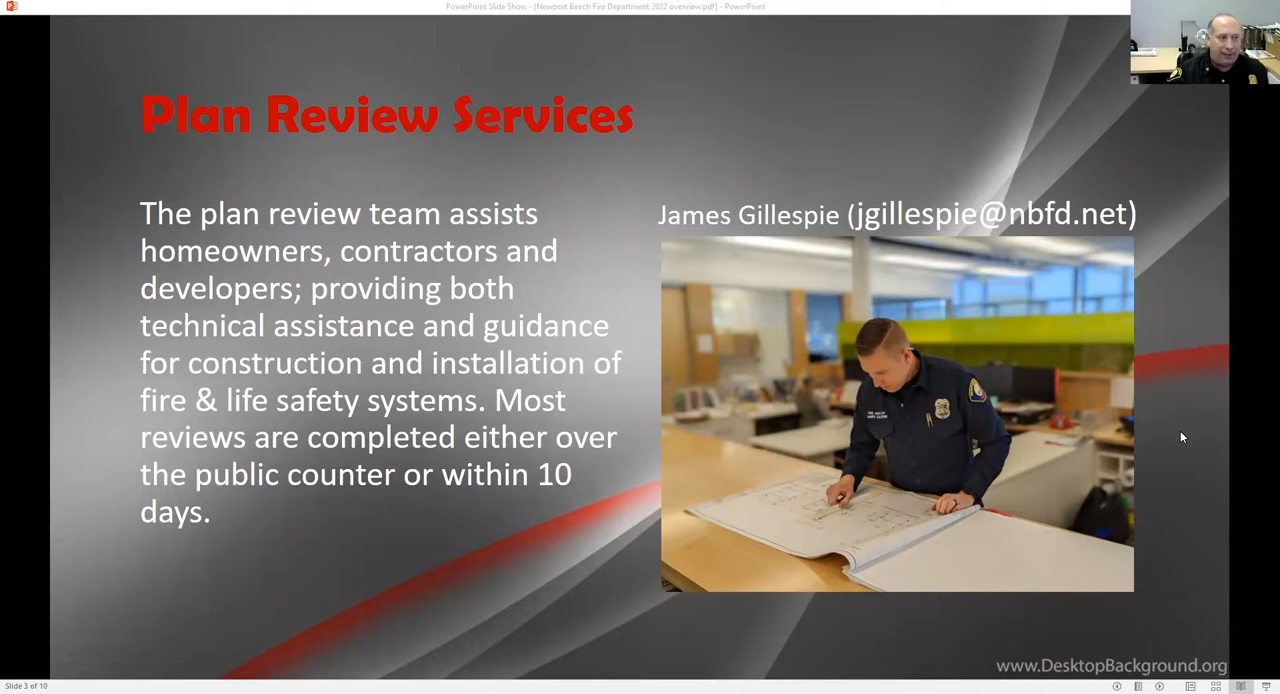 PowerPoint Slide Show - [Newport Beach Fire Department 2022 overview.pdf] - PowerPoint
Plan Review Services
The plan review team assists
homeowners, contractors and
developers; providing both
technical assistance and guidance
for construction and installation of
fire & life safety systems. Most
reviews are completed either over
the public counter or within 10
days.
James Gillespie (jgillespie@nbfd.net)
www.DesktopBackground.org
Slide 3 of 10